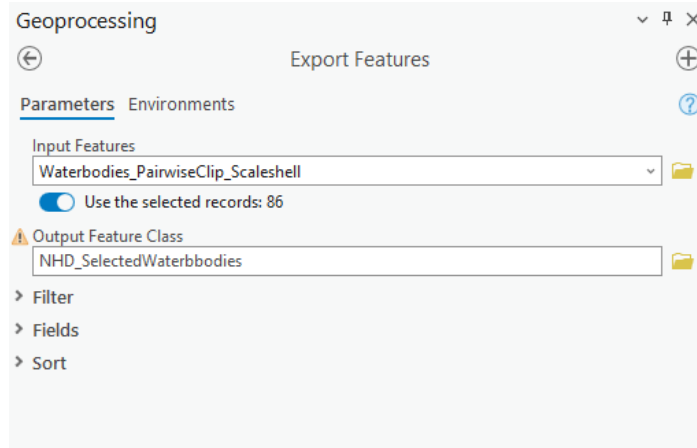 Geoprocessing
Export Features
Parameters Environments
Input Features
Waterbodies_PairwiseClip_Scaleshell
Use the selected records: 86
Output Feature Class
NHD_SelectedWaterbbodies
Filter
Fields
Sort